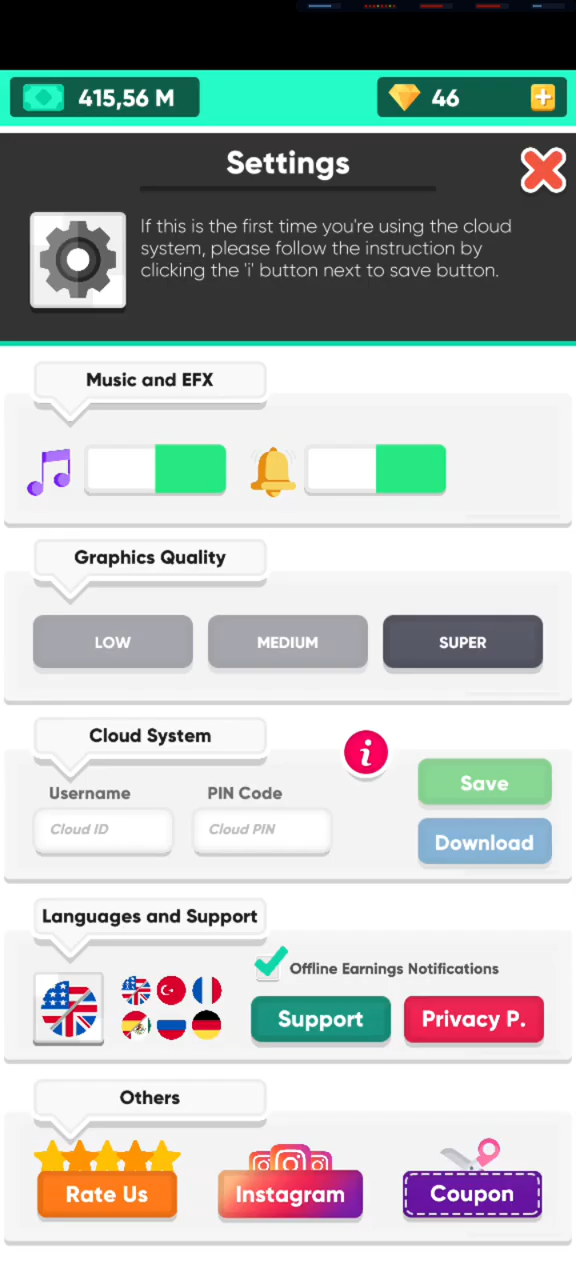 415,56 M
46
Settings
If this is the first time you're using the cloud
system, please follow the instruction by
clicking the 'i' button next to save button.
Music and EFX
Graphics Quality
LOW
MEDIUM
SUPER
Cloud System
i
Username
PIN Code
Save
Cloud ID
Cloud PIN
Download
Languages and Support
Offline Earnings Notifications
Support
Privacy P.
Others
Rate Us
Instagram
Coupon